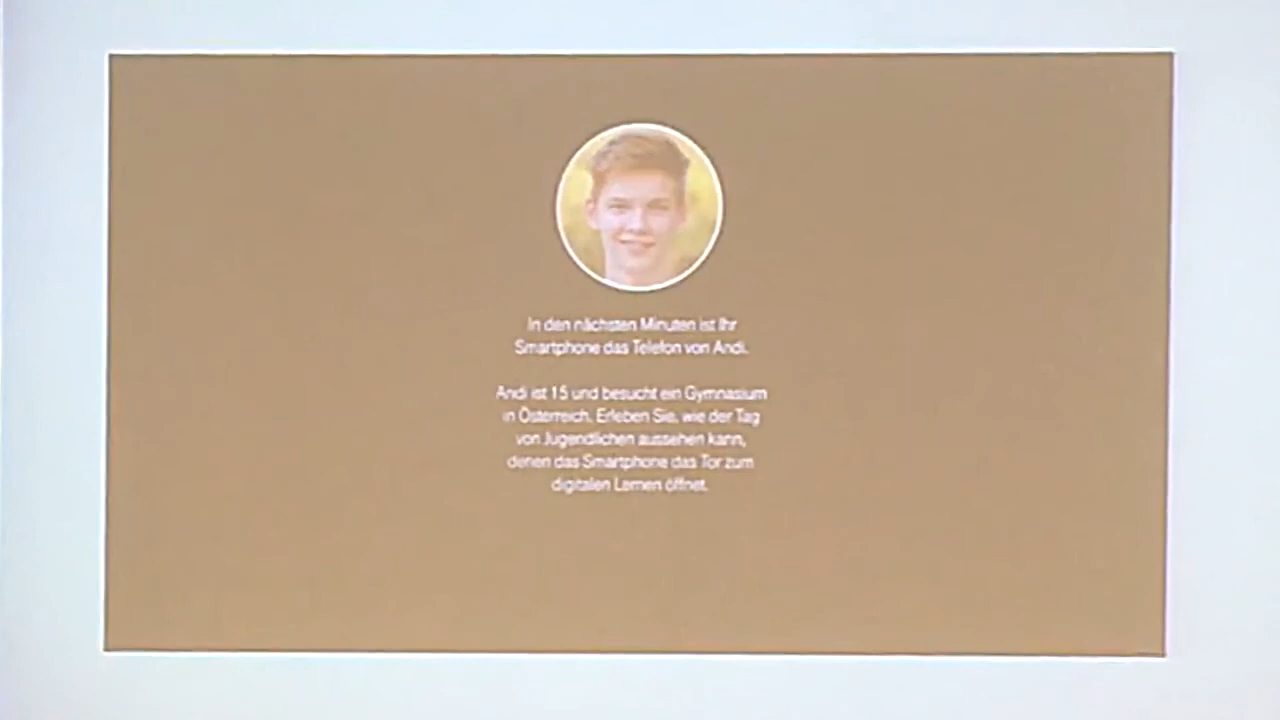 In den nächsten Minuten ist Ihr
Smartphone das Telefon von Andi.
Andi ist 15 und besucht ein Gymnasium
in Österreich. Erleben Sie, wie der Tag
von Jugendlichen aussehen kann,
denen das Smartphone das Tor zum
digitalen Lernen öffnet.